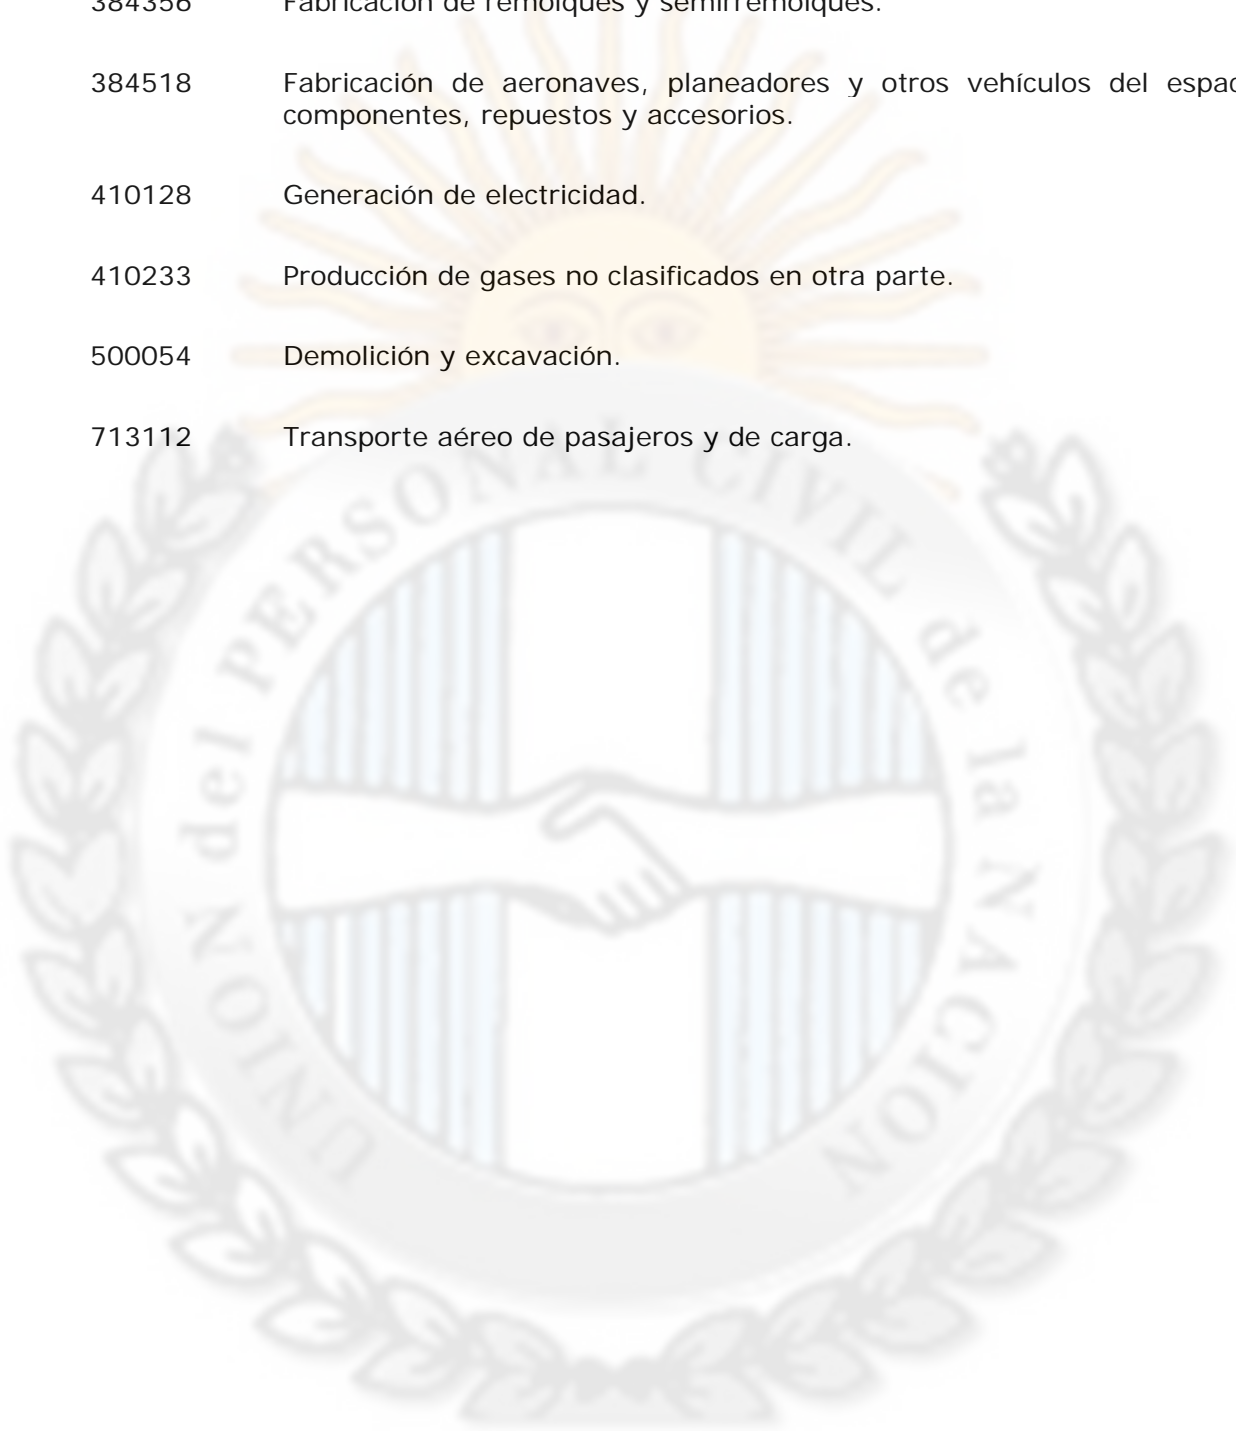 384356 Fabricación de remolques y semirremolques.
384518 Fabricación de aeronaves, planeadores y otros vehículos del espac
componentes, repuestos y accesorios.
410128 Generación de electricidad.
410233 Producción de gases no clasificados en otra parte.
500054 Demolición y excavación.
713112 Transporte aéreo de pasajeros y de carga.
UNION del PERSONAL CIVIL de la NACION